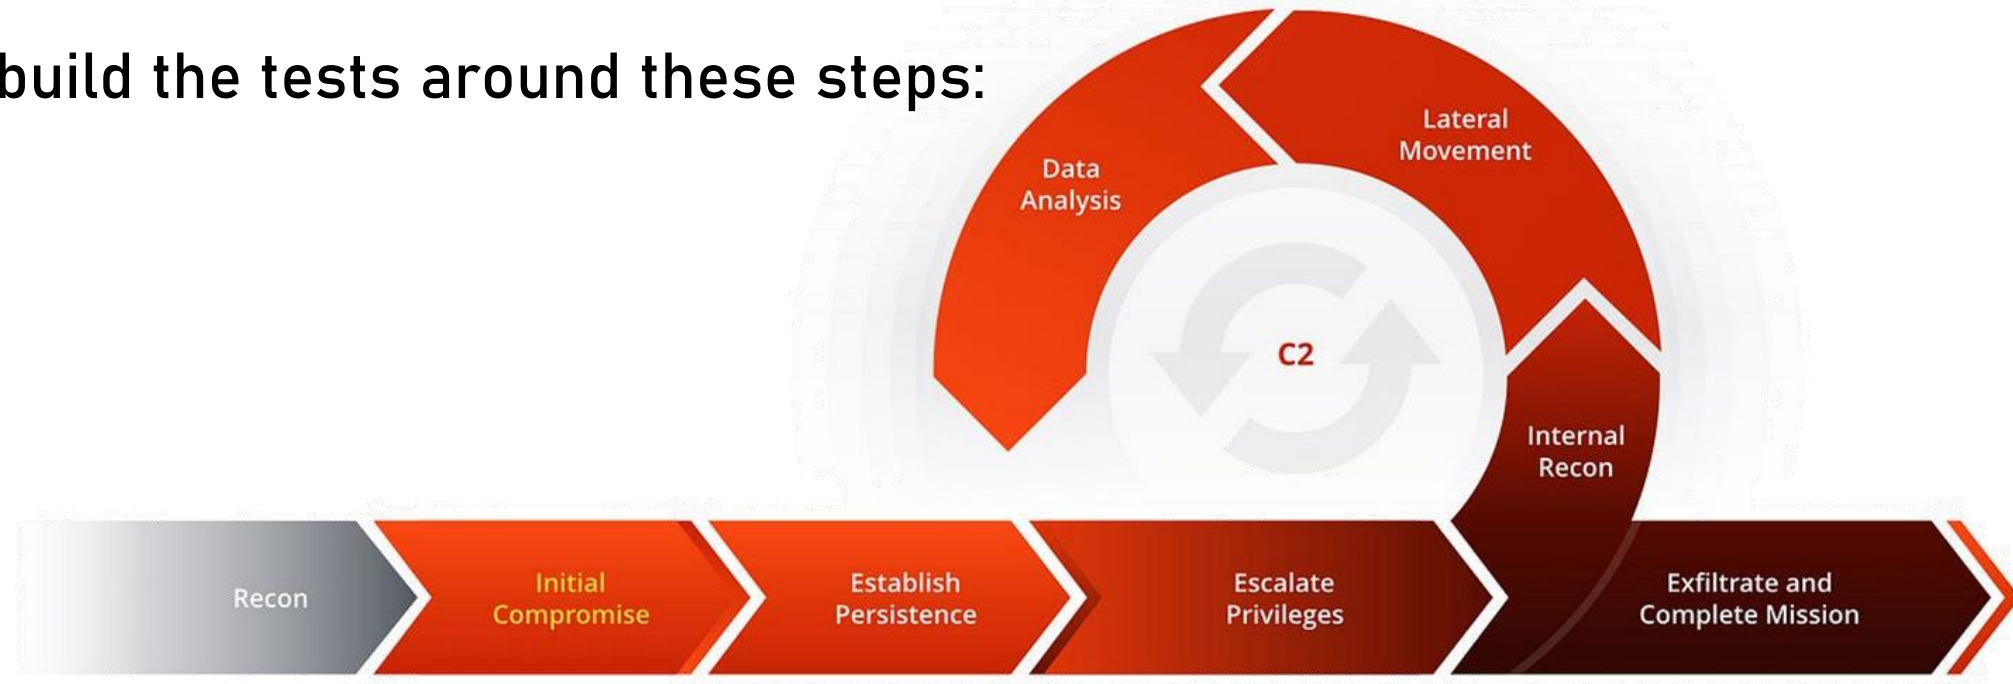 build the tests around these steps:
Data
Analysis
Lateral
Movement
C2
Internal
Recon
Recon
Initial
Compromise
Establish
Persistence
Escalate
Privileges
Exfiltrate and
Complete Mission